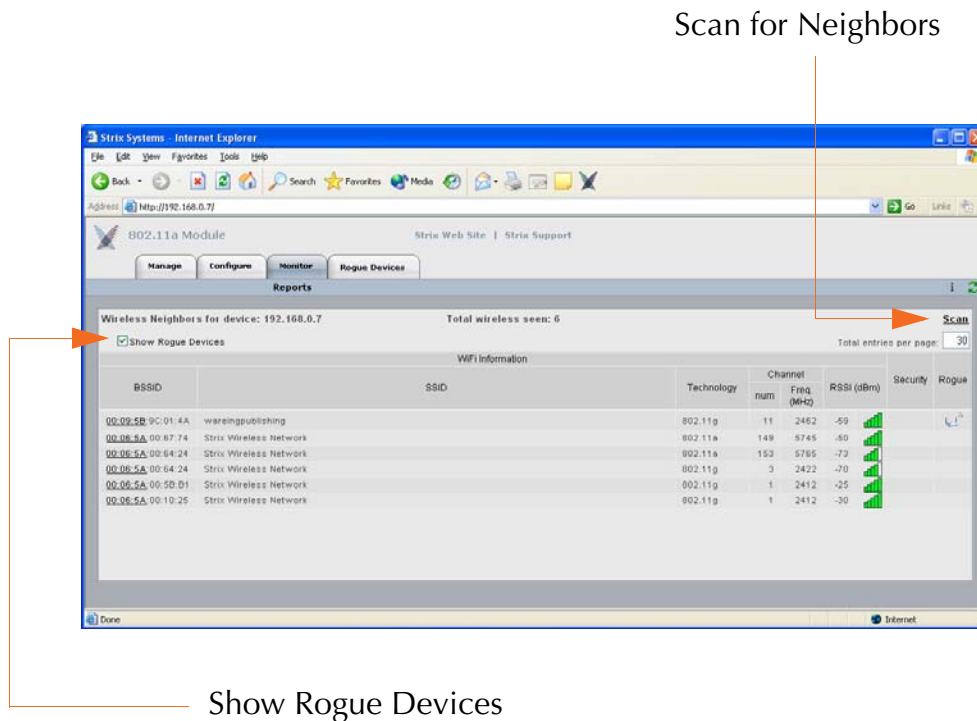 Scan for Neighbors
Strix Systems - Internet Explorer
File Edit View Favorites Tools Help
Back Search Favorites Media
Address http://192.168.0.7/ Go Links
802.11a Module Strix Web Site | Strix Support
Manage Configure Monitor Rogue Devices
Reports i
Wireless Neighbors for device: 192.168.0.7 Total wireless seen: 6 Scan
Show Rogue Devices Total entries per page: 30
WiFi Information
BSSID SSID Technology Channel num Freq. (MHz) RSSI (dBm) Security Rogue
00:09:5B:9C:01:4A wareingpublishing 802.11g 11 2462 -59
00:06:5A:00:67:74 Strix Wireless Network 802.11a 149 5745 -50
00:06:5A:00:64:24 Strix Wireless Network 802.11a 153 5765 -73
00:06:5A:00:64:24 Strix Wireless Network 802.11g 3 2422 -70
00:06:5A:00:5B:B1 Strix Wireless Network 802.11g 1 2412 -25
00:06:5A:00:10:25 Strix Wireless Network 802.11g 1 2412 -30
Done Internet
Show Rogue Devices